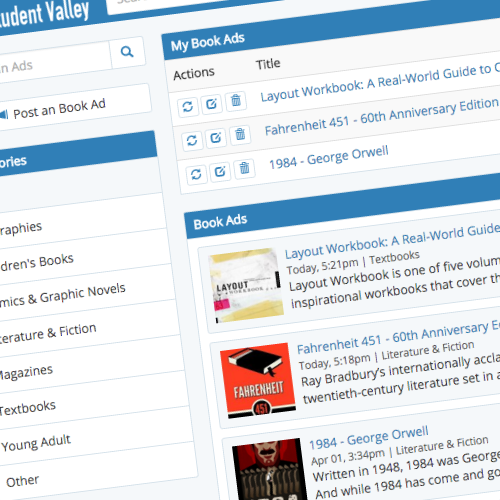 tudent Valley
n Ads
Post an Book Ad
ories
raphies
dren's Books
mics & Graphic Novels
terature & Fiction
Magazines
Textbooks
Young Adult
Other
My Book Ads
Actions Title
Layout Workbook: A Real-World Guide to C
Fahrenheit 451 - 60th Anniversary Edition
1984 - George Orwell
Book Ads
LAYOUT
WORKBOOK
Layout Workbook: A Real-World Guide
Today, 5:21pm | Textbooks
Layout Workbook is one of five volum
inspirational workbooks that cover th
FAHRENHEIT
451
Fahrenheit 451 - 60th Anniversary E
Today, 5:18pm | Literature & Fiction
Ray Bradbury's internationally accla
twentieth-century literature set in a
1984 - George Orwell
Apr 01, 3:34pm | Literature & Fiction
Written in 1948, 1984 was George
And while 1984 has come and go